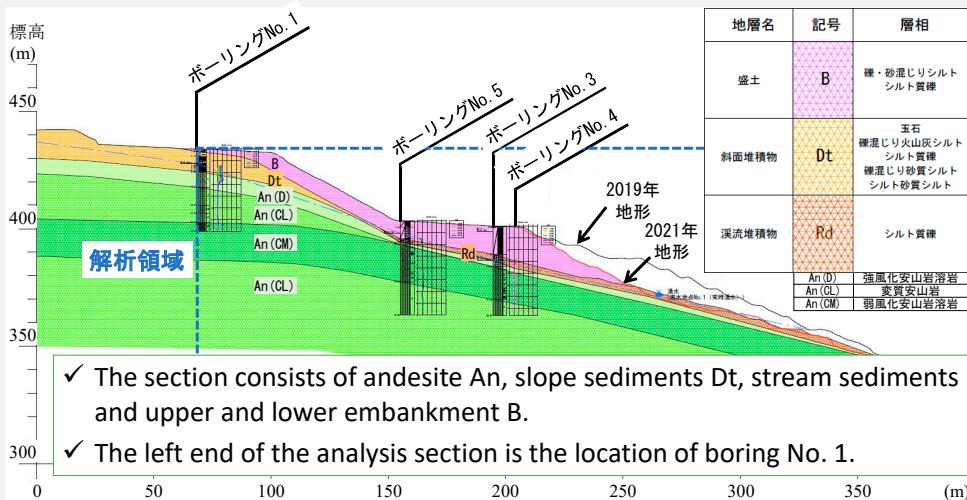 標高
(m)
450
400
350
300
0
50
100
150
200
250
300
350
(m)
ボーリングNo.1
ボーリングNo.5
ボーリングNo.3
ボーリングNo.4
2019年
地形
2021年
地形
B
Dt
An(D)
An(CL)
An(CM)
An(CL)
Rd
解析領域
湧水
地層名 記号 層相
盛土 B 礫・砂混じりシルト
シルト質礫
斜面堆積物 Dt 玉石
礫混じり火山灰シルト
シルト質礫
礫混じり砂質シルト
シルト砂質シルト
渓流堆積物 Rd シルト質礫
An(D) 強風化安山岩溶岩
An(CL) 変質安山岩
An(CM) 弱風化安山岩溶岩
✓ The section consists of andesite An, slope sediments Dt, stream sediments
and upper and lower embankment B.
✓ The left end of the analysis section is the location of boring No. 1.